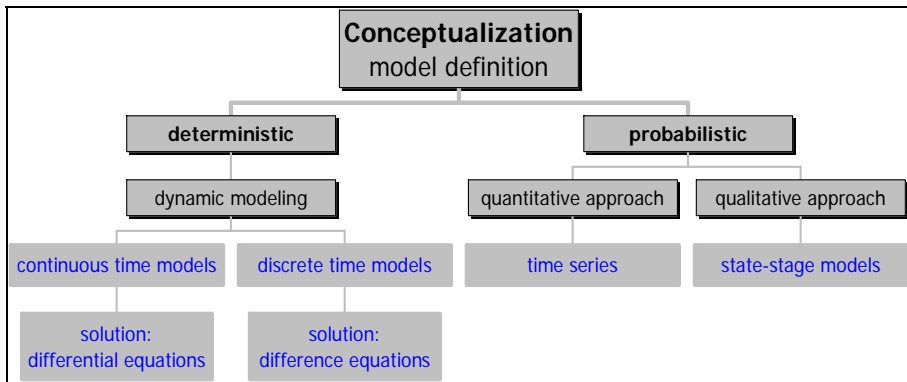 Conceptualization
model definition
deterministic
probabilistic
dynamic modeling
quantitative approach
qualitative approach
continuous time models
discrete time models
time series
state-stage models
solution:
differential equations
solution:
difference equations